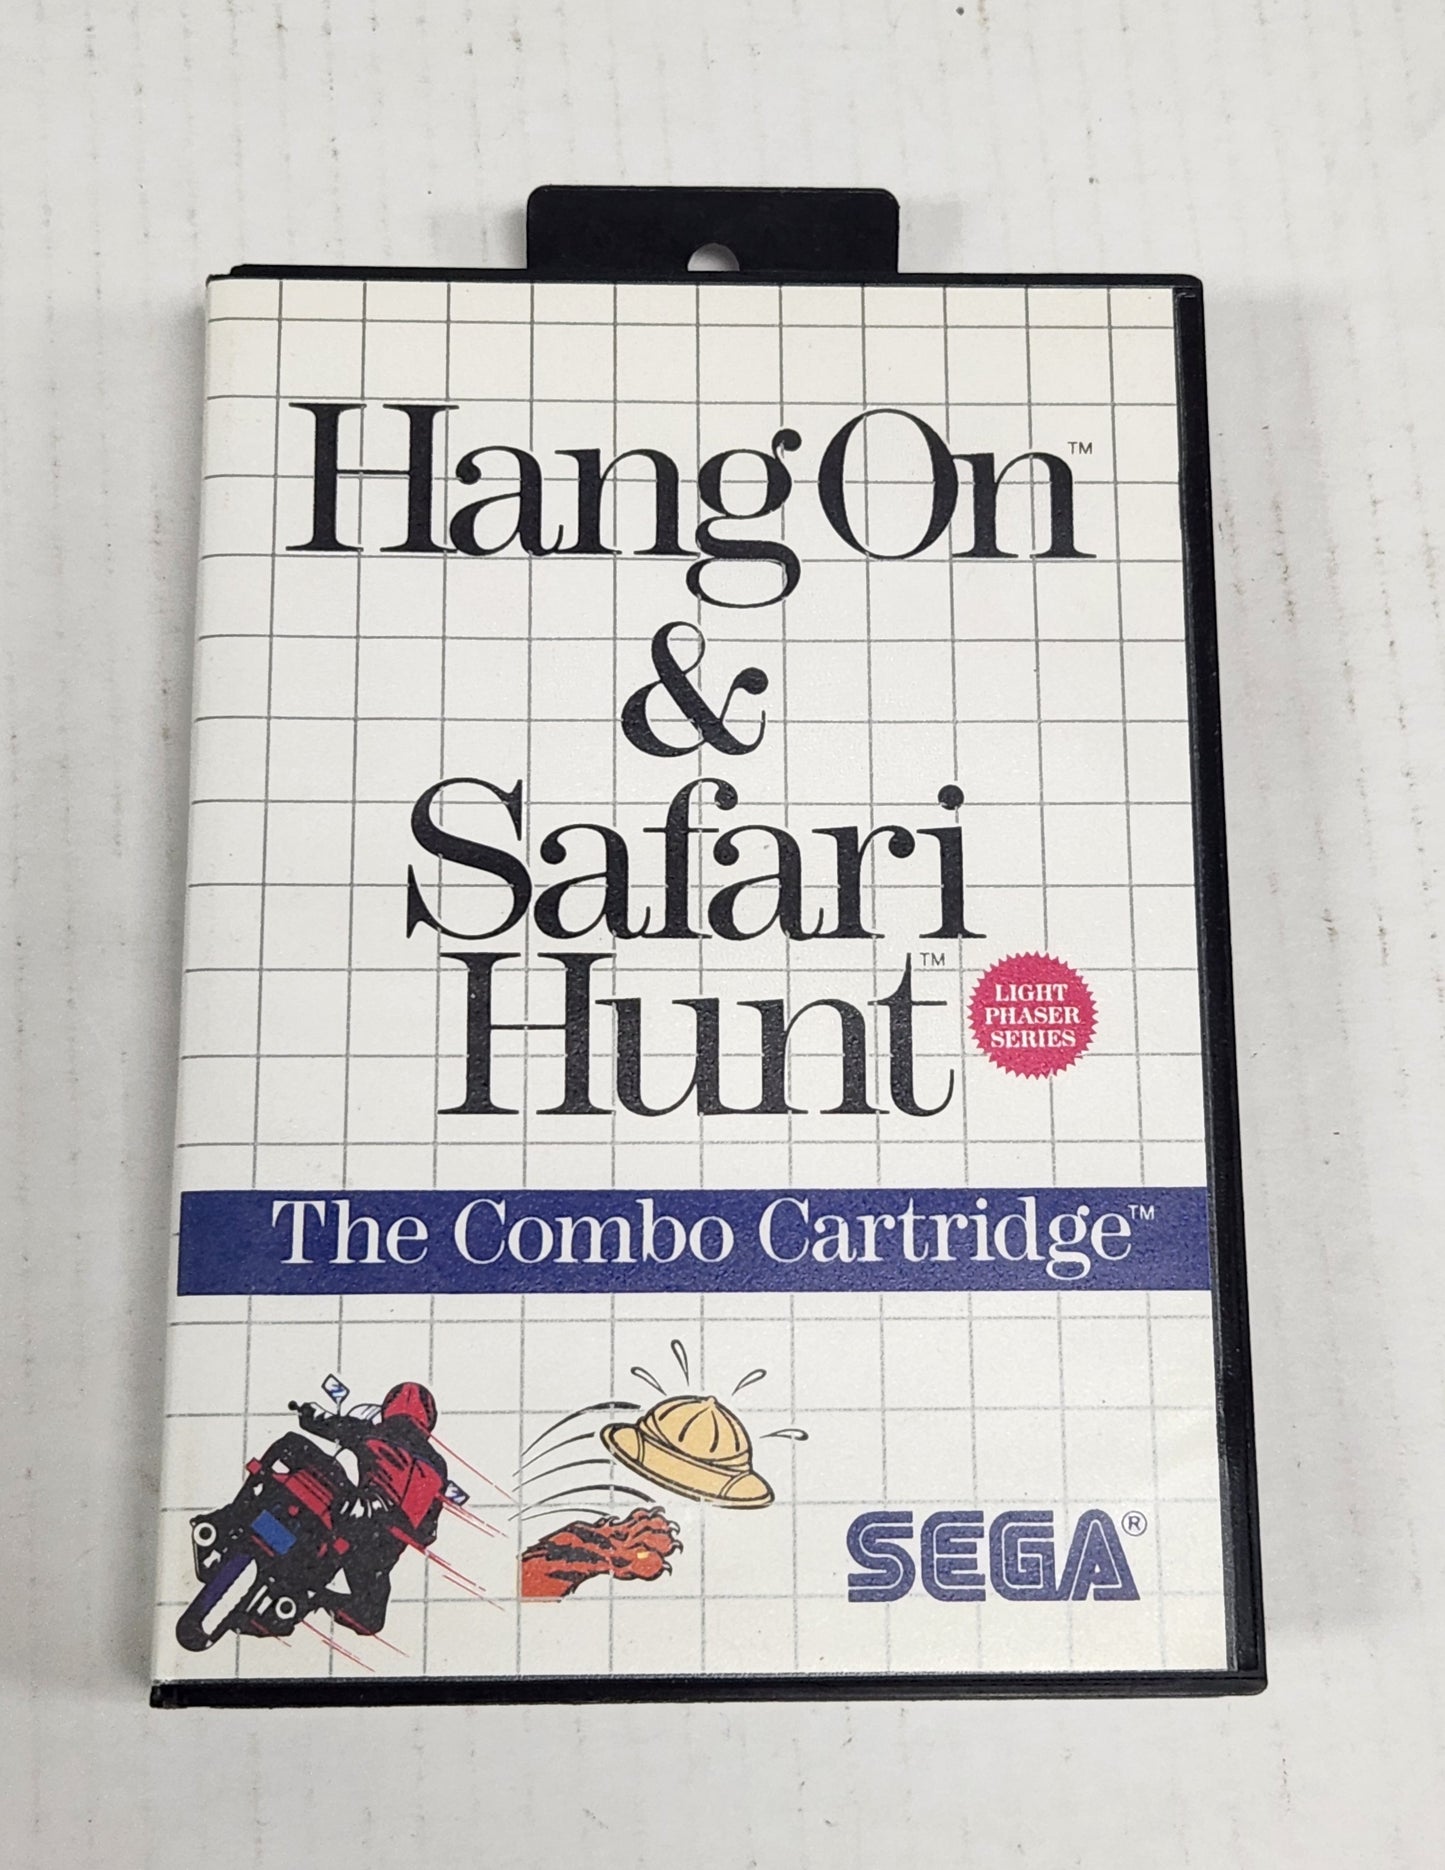 Hang On™
&
Safari
Hunt™
LIGHT
PHASER
SERIES
The Combo Cartridge™
SEGA®